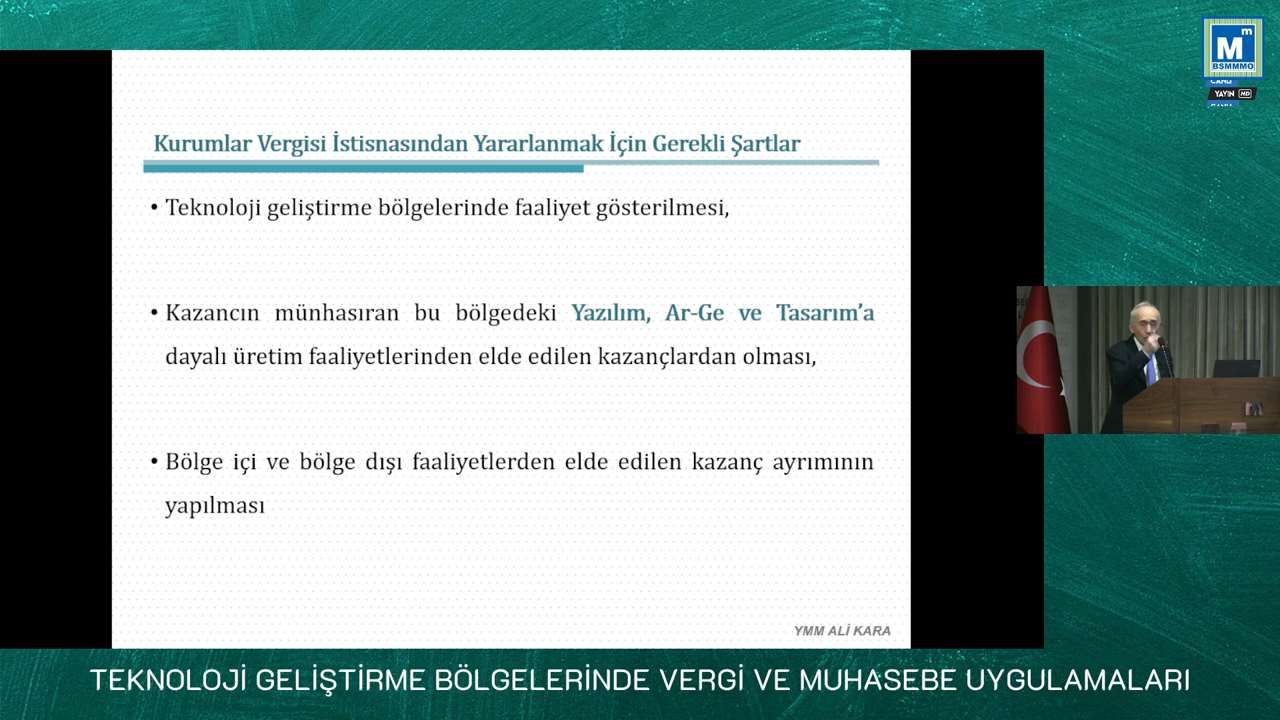 M m
BSMMMO
CANLI
YAYIN HD
Kurumlar Vergisi İstisnasından Yararlanmak İçin Gerekli Şartlar
• Teknoloji geliştirme bölgelerinde faaliyet gösterilmesi,
• Kazancın münhasıran bu bölgedeki Yazılım, Ar-Ge ve Tasarım’a
dayalı üretim faaliyetlerinden elde edilen kazançlardan olması,
• Bölge içi ve bölge dışı faaliyetlerden elde edilen kazanç ayrımının
yapılması
YMM ALİ KARA
TEKNOLOJİ GELİŞTİRME BÖLGELERİNDE VERGİ VE MUHASEBE UYGULAMALARI